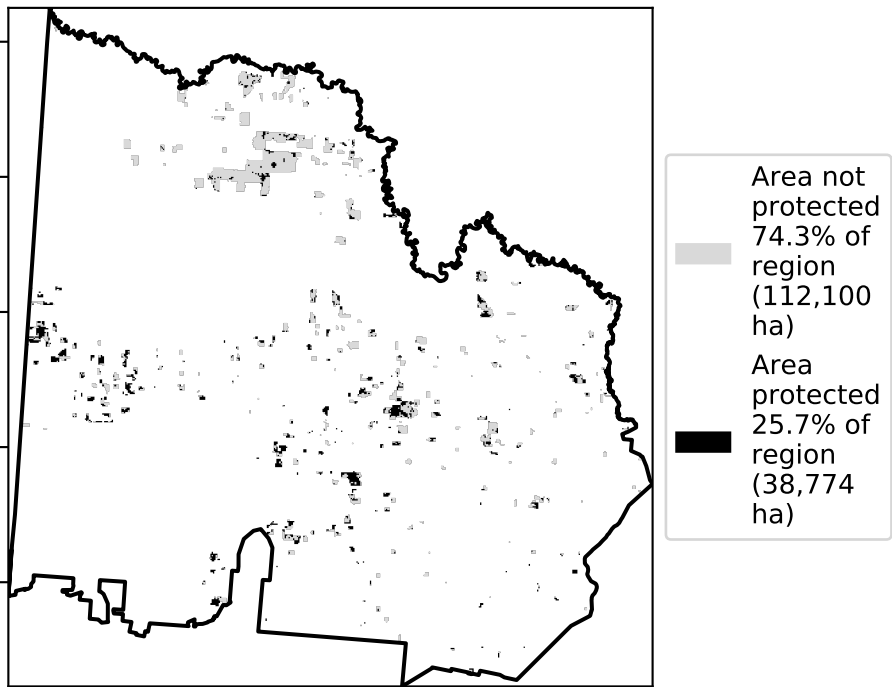 Area not
protected
74.3% of
region
(112,100
ha)
Area
protected
25.7% of
region
(38,774
ha)